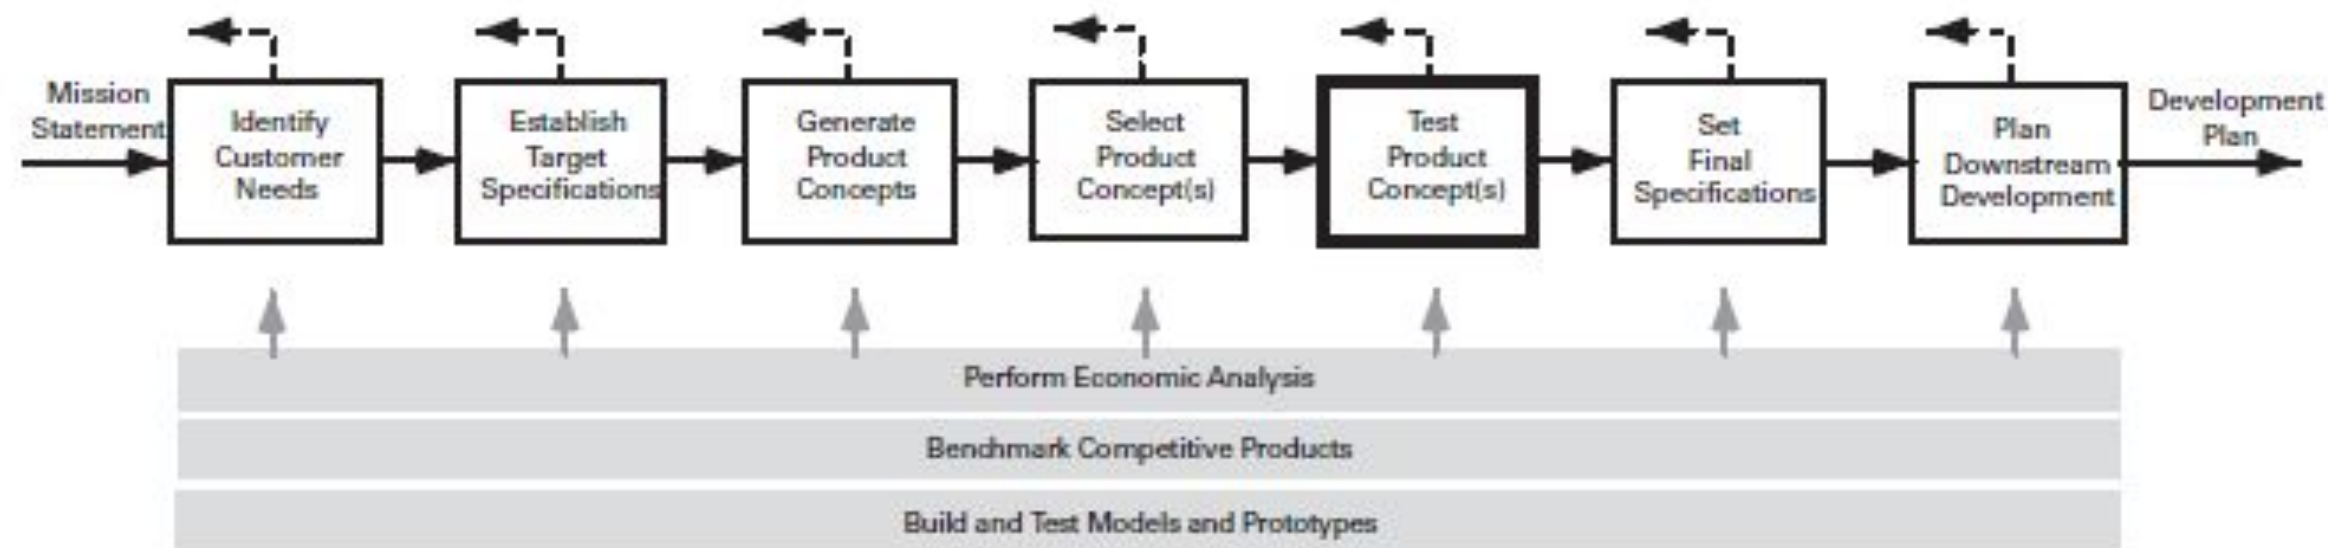 Mission
Statement
Identify
Customer
Needs
Establish
Target
Specifications
Generate
Product
Concepts
Select
Product
Concept(s)
Test
Product
Concept(s)
Set
Final
Specifications
Plan
Downstream
Development
Development
Plan
Perform Economic Analysis
Benchmark Competitive Products
Build and Test Models and Prototypes